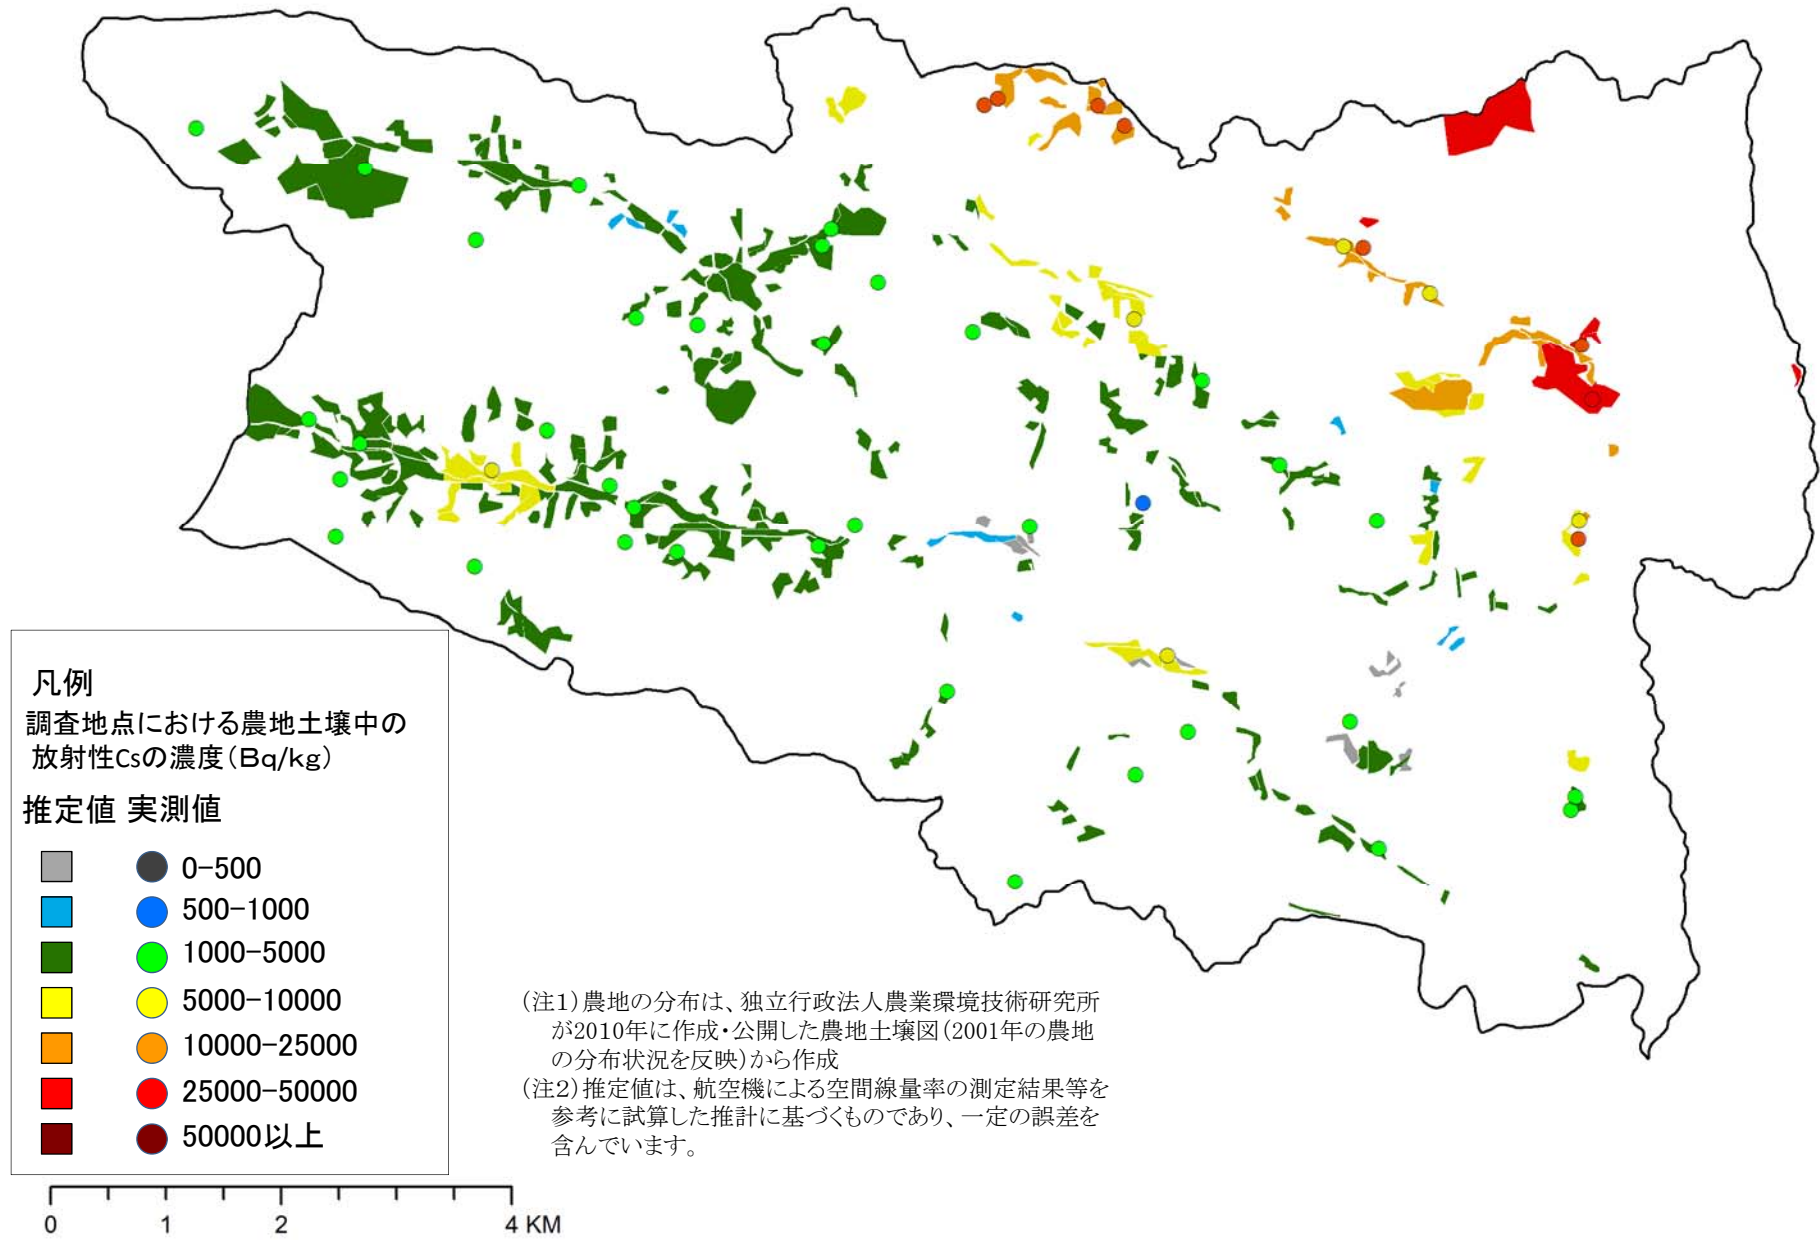 凡例
調査地点における農地土壌中の
放射性Csの濃度(Bq/kg)
推定値 実測値
0-500
500-1000
1000-5000
5000-10000
10000-25000
25000-50000
50000以上
(注1)農地の分布は、独立行政法人農業環境技術研究所
が2010年に作成・公開した農地土壌図(2001年の農地
の分布状況を反映)から作成
(注2)推定値は、航空機による空間線量率の測定結果等を
参考に試算した推計に基づくものであり、一定の誤差を
含んでいます。
0 1 2 4 KM